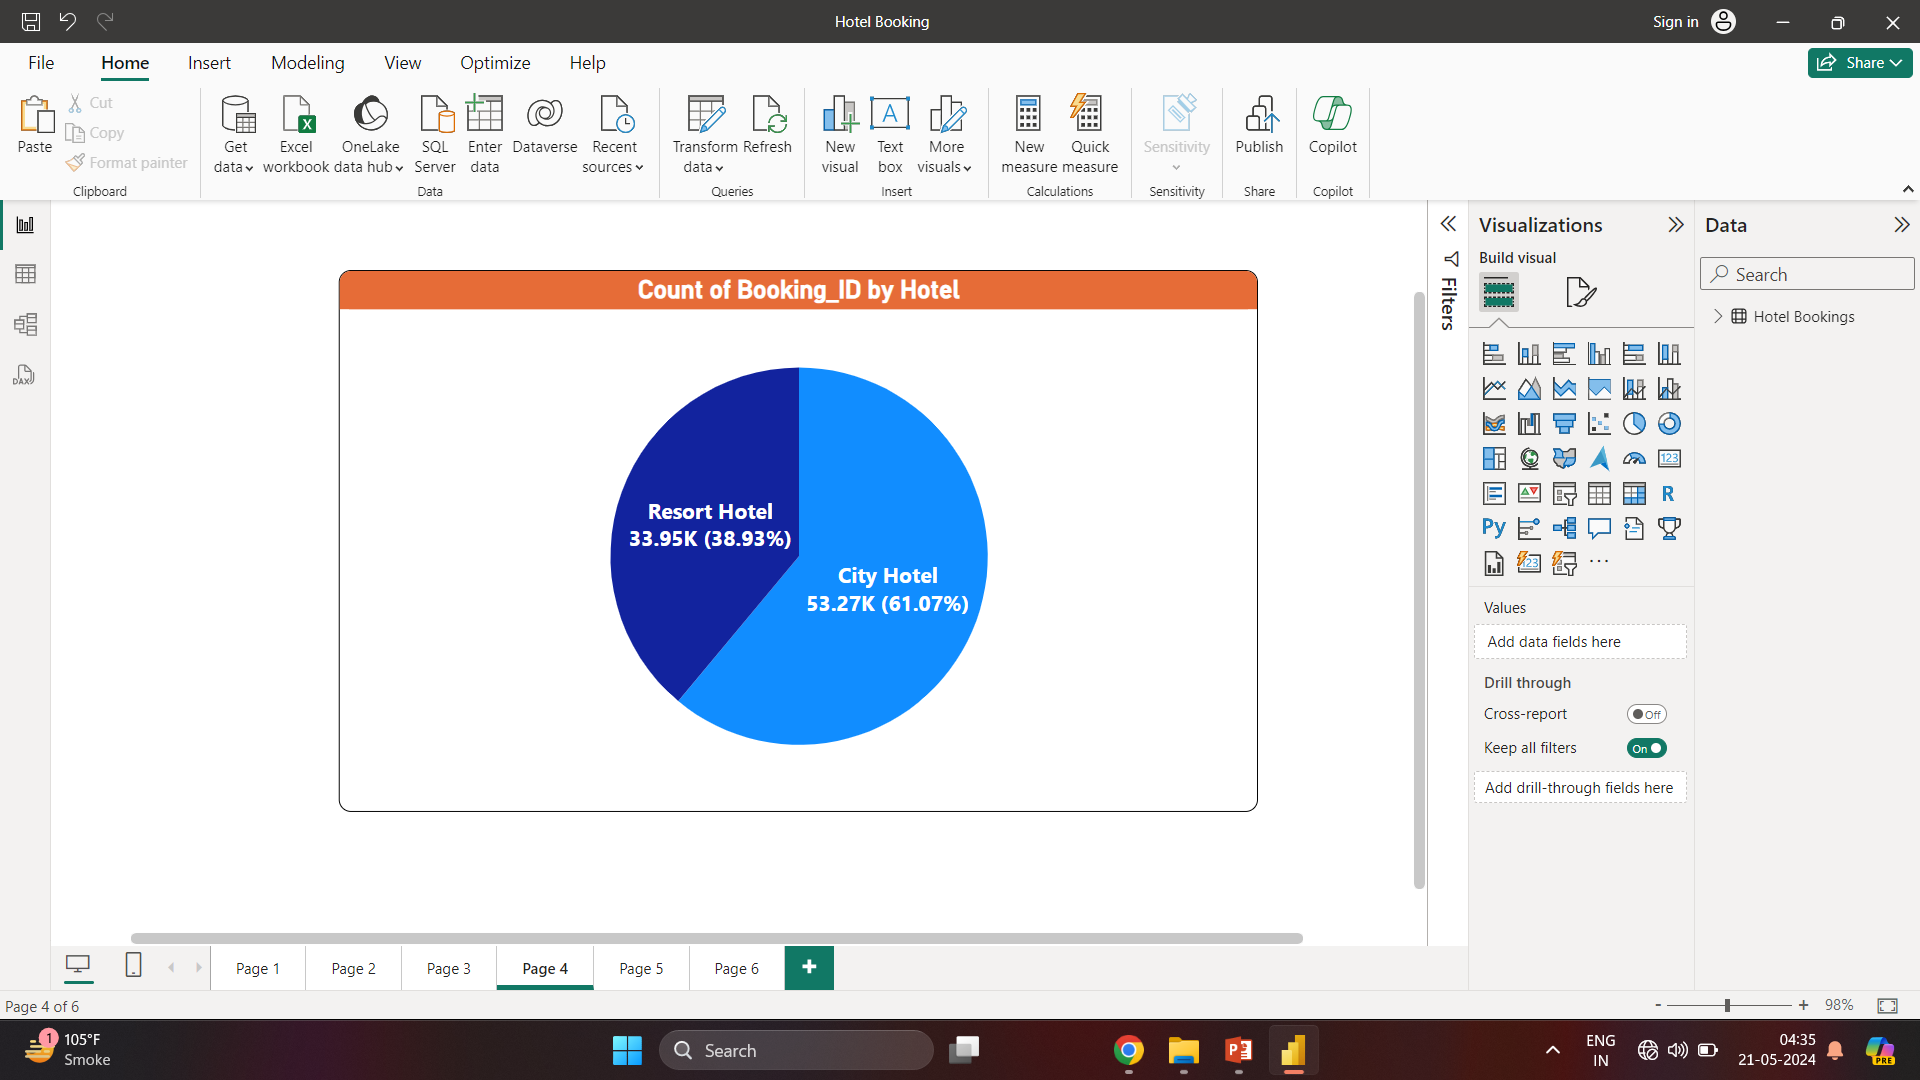 Hotel Booking
Sign in
File Home Insert Modeling View Optimize Help
Share
Paste
Cut
Copy
Format painter
Clipboard
Get data
Excel workbook
OneLake data hub
SQL Server
Enter data
Dataverse
Recent sources
Data
Transform data
Refresh
Queries
New visual
Text box
More visuals
Insert
New measure
Quick measure
Calculations
Sensitivity
Sensitivity
Publish
Share
Copilot
Copilot
DAX
Count of Booking_ID by Hotel
Resort Hotel
33.95K (38.93%)
City Hotel
53.27K (61.07%)
Filters
Visualizations
Build visual
123
R
Py
123
Values
Add data fields here
Drill through
Cross-report
Off
Keep all filters
On
Add drill-through fields here
Data
Search
Hotel Bookings
Page 1 Page 2 Page 3 Page 4 Page 5 Page 6 +
Page 4 of 6
- + 98%
1
105°F
Smoke
Search
ENG
IN
04:35
21-05-2024
PRE